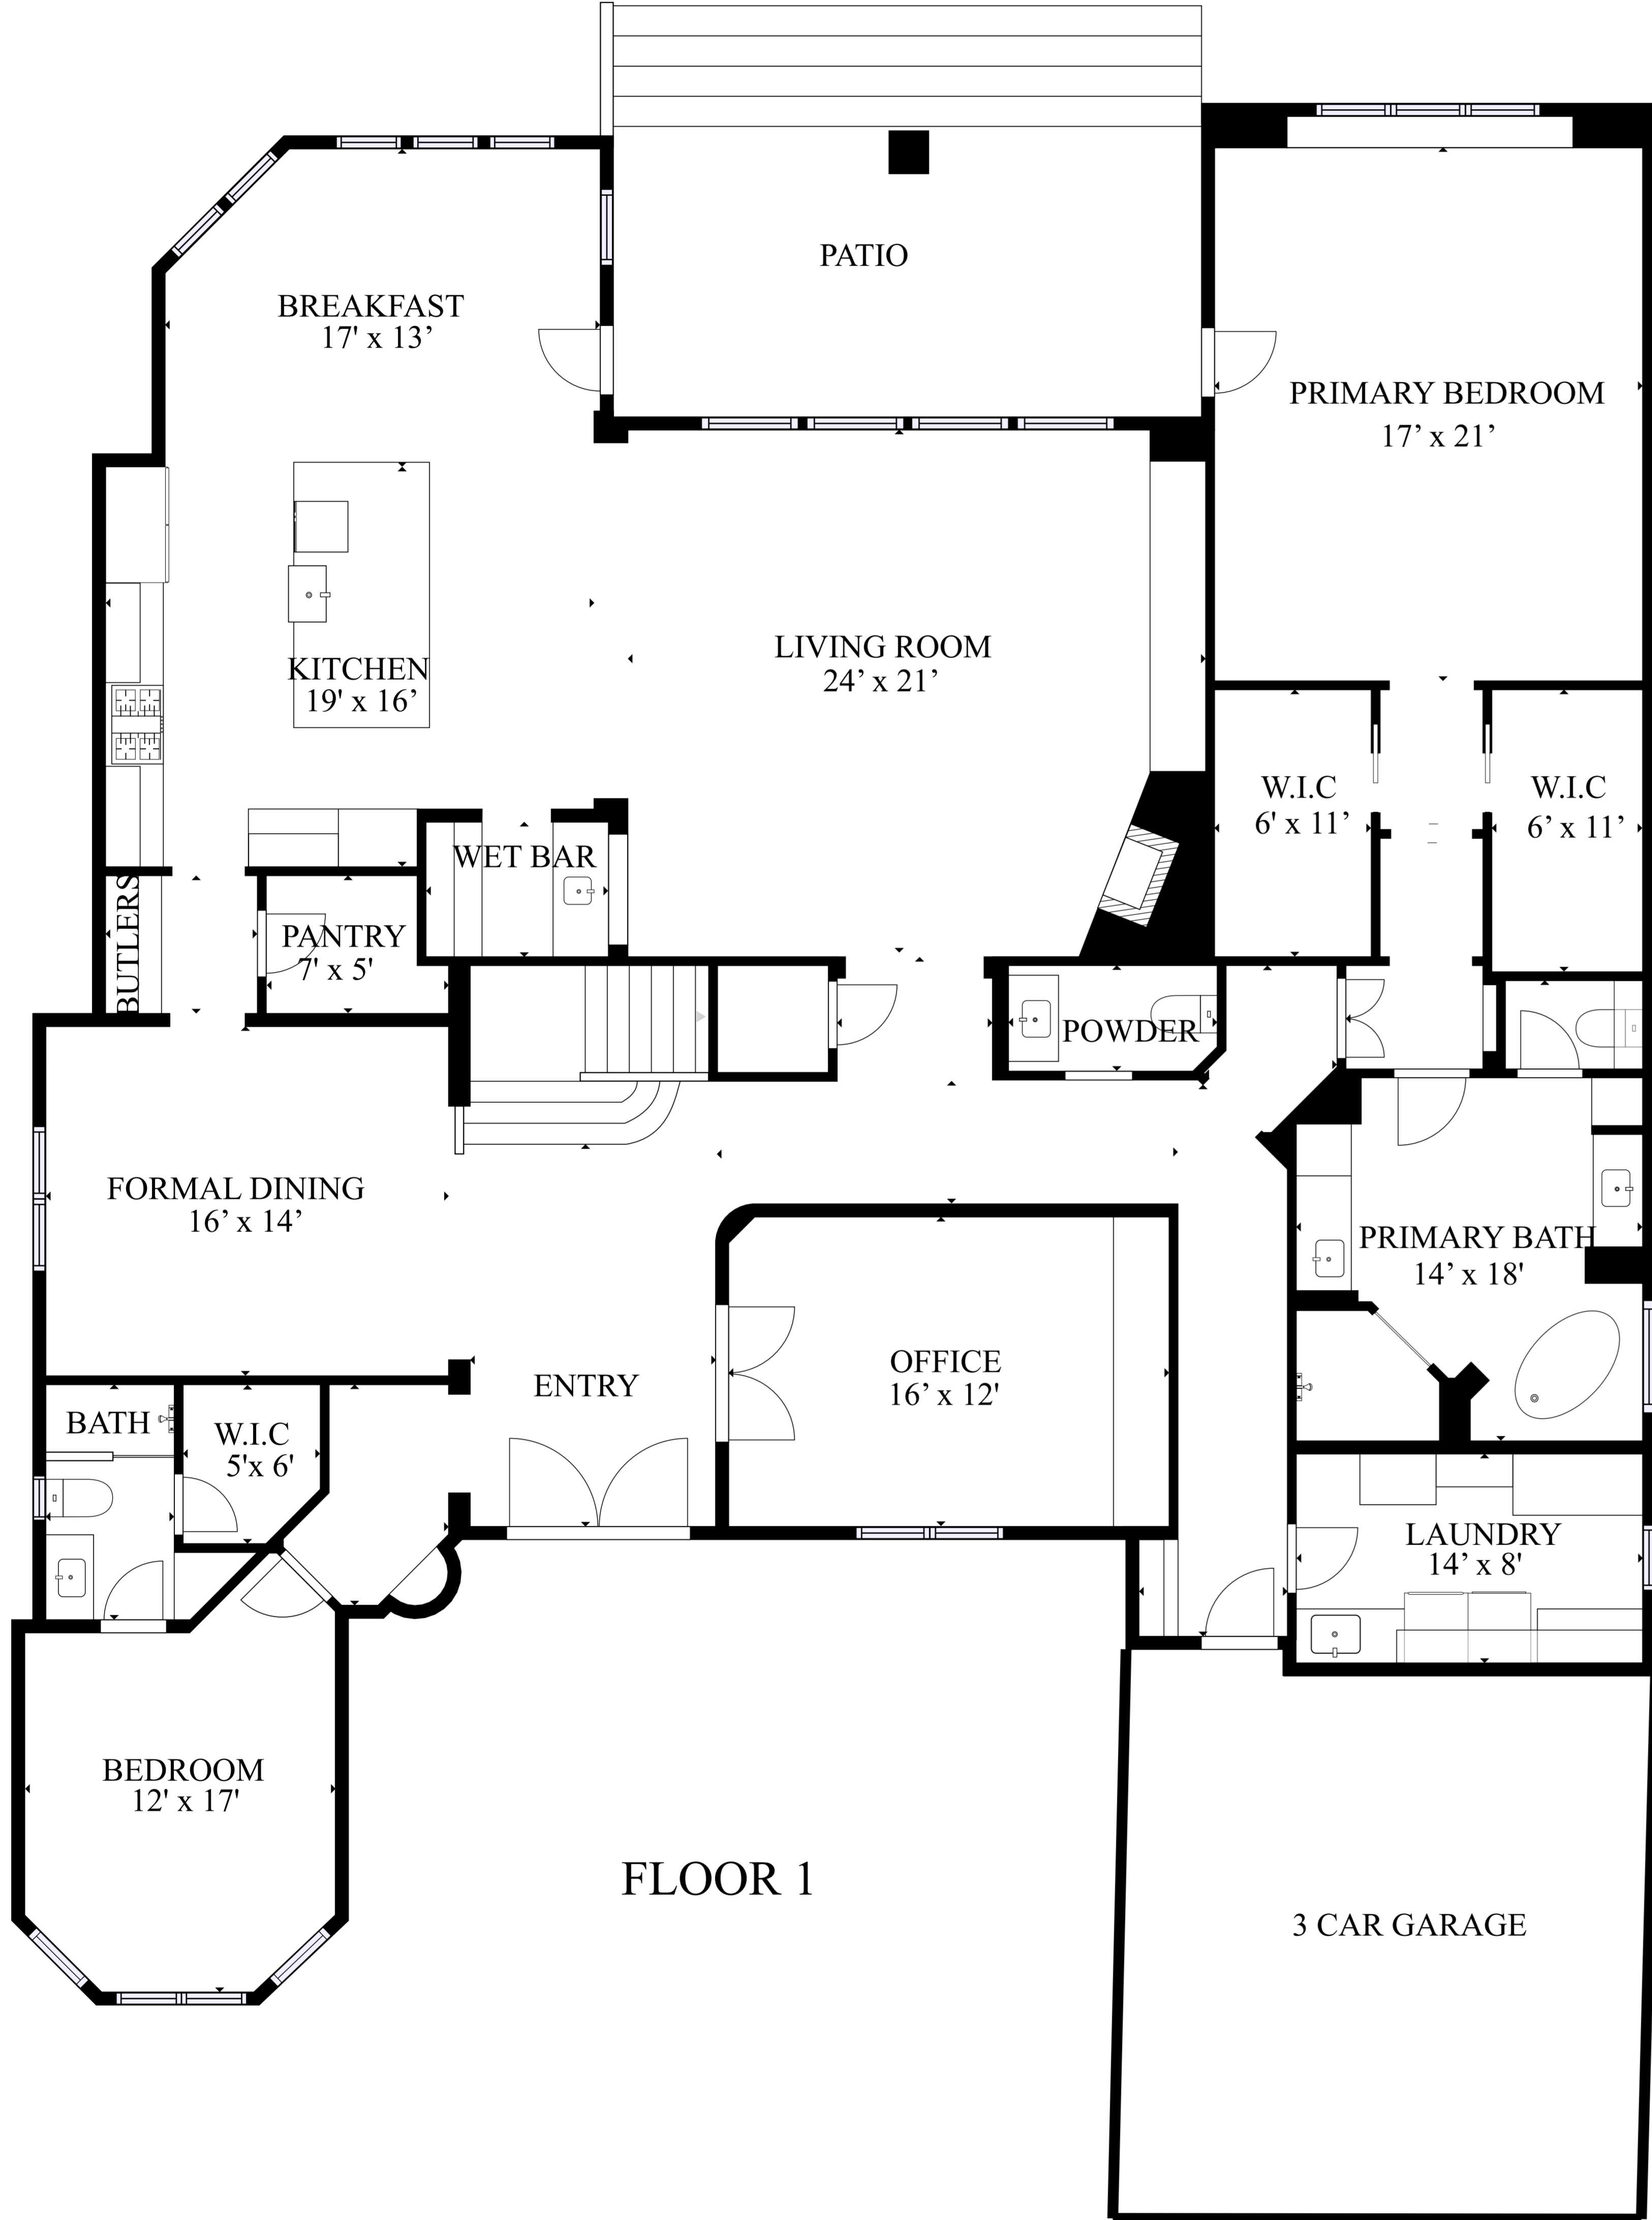 PATIO
BREAKFAST
17' x 13’
PRIMARY BEDROOM
17’ x 21’
KITCHEN
19' x 16’
LIVING ROOM
24’ x 21’
W.I.C
6' x 11’
W.I.C
6’ x 11’
WET BAR
BUTLERS
PANTRY
7' x 5'
POWDER
FORMAL DINING
16’ x 14’
PRIMARY BATH
14’ x 18'
OFFICE
16’ x 12'
ENTRY
BATH
W.I.C
5'x 6'
LAUNDRY
14’ x 8'
BEDROOM
12' x 17'
FLOOR 1
3 CAR GARAGE